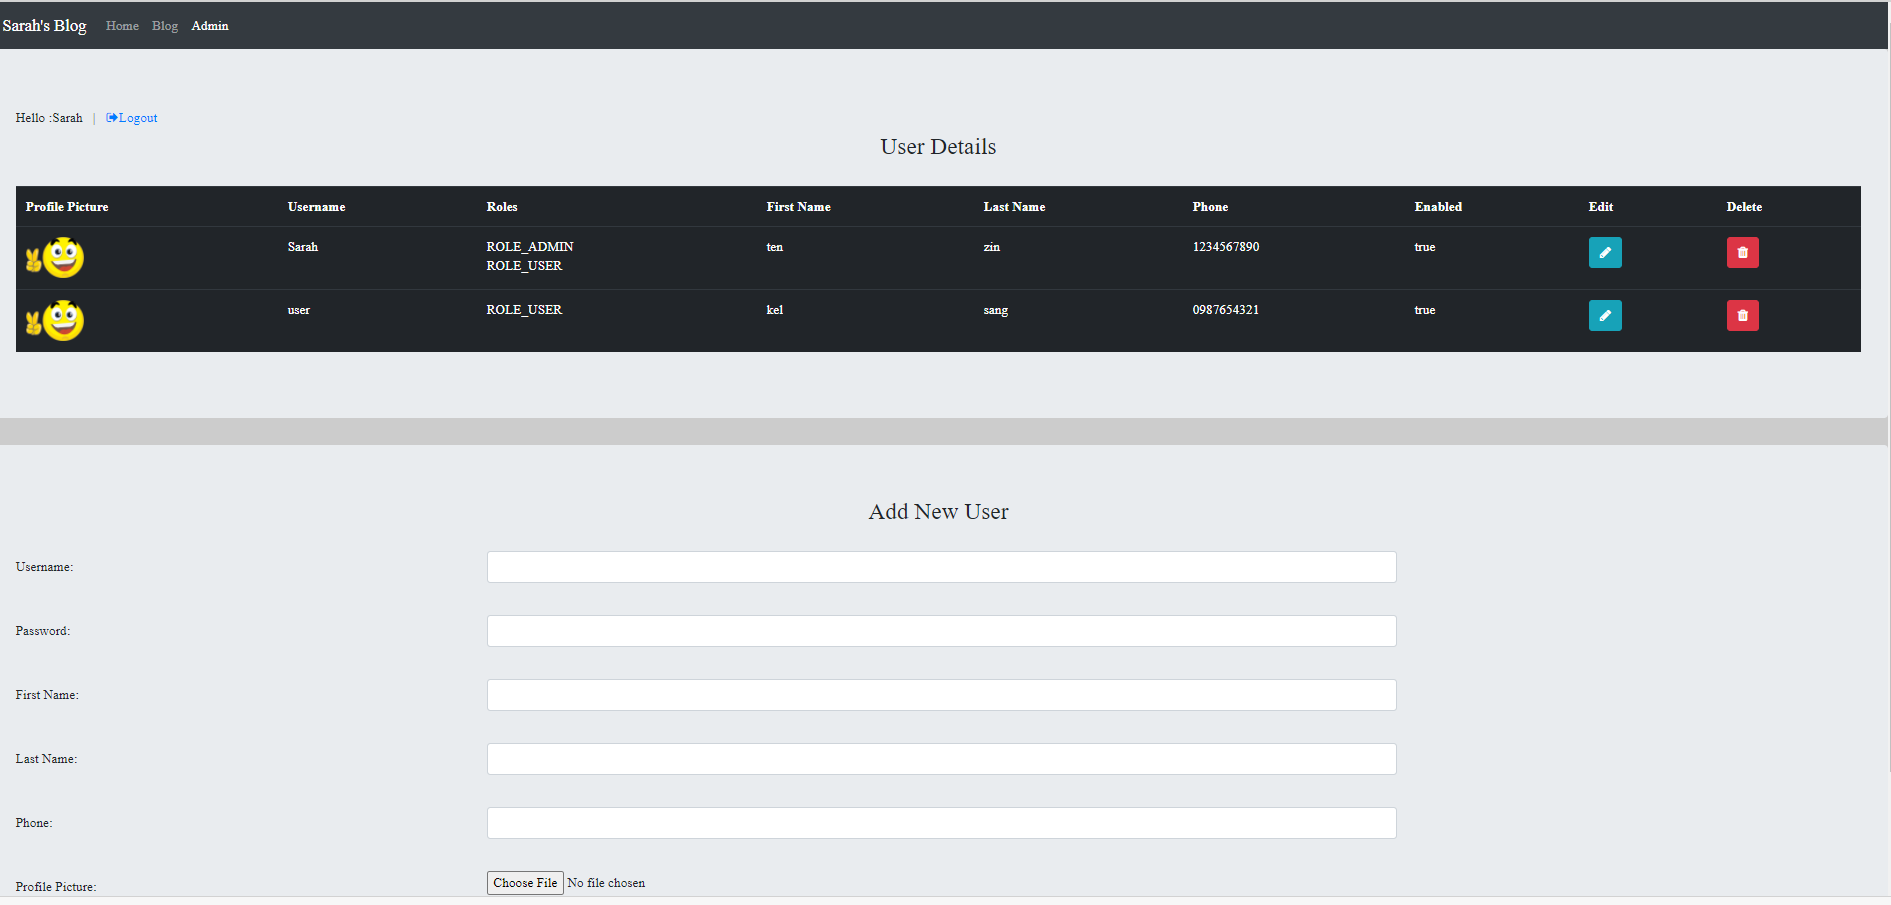 Sarah's Blog Home Blog Admin
Hello :Sarah | Logout
User Details
Profile Picture Username Roles First Name Last Name Phone Enabled Edit Delete
Sarah ROLE_ADMIN ten zin 1234567890 true
ROLE_USER
user ROLE_USER kel sang 0987654321 true
Add New User
Username:
Password:
First Name:
Last Name:
Phone:
Profile Picture: Choose File No file chosen